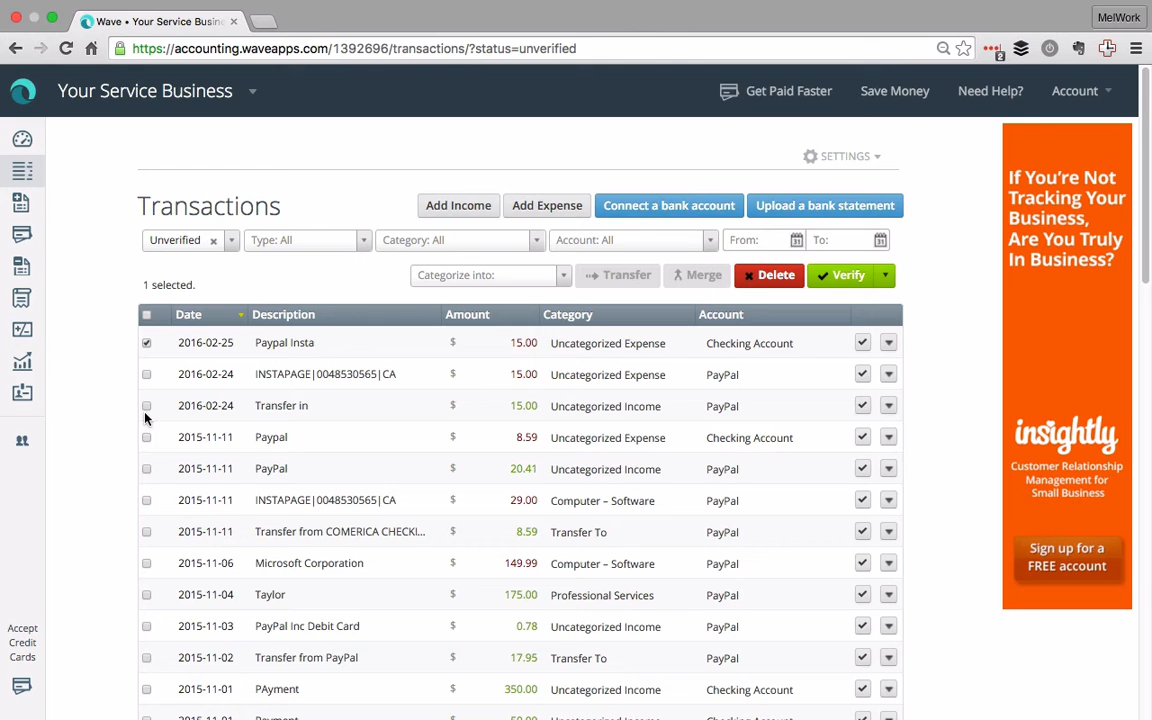 Wave • Your Service Busine
MelWork
https://accounting.waveapps.com/1392696/transactions/?status=unverified
2
Your Service Business
Get Paid Faster
Save Money
Need Help?
Account
SETTINGS
Transactions
Add Income
Add Expense
Connect a bank account
Upload a bank statement
Unverified
Type: All
Category: All
Account: All
From:
To:
1 selected.
Categorize into:
Transfer
Merge
Delete
Verify
Date Description Amount Category Account
2016-02-25 Paypal Insta $ 15.00 Uncategorized Expense Checking Account
2016-02-24 INSTAPAGE|0048530565|CA $ 15.00 Uncategorized Expense PayPal
2016-02-24 Transfer in $ 15.00 Uncategorized Income PayPal
2015-11-11 Paypal $ 8.59 Uncategorized Expense Checking Account
2015-11-11 PayPal $ 20.41 Uncategorized Income PayPal
2015-11-11 INSTAPAGE|0048530565|CA $ 29.00 Computer – Software PayPal
2015-11-11 Transfer from COMERICA CHECKI... $ 8.59 Transfer To PayPal
2015-11-06 Microsoft Corporation $ 149.99 Computer – Software PayPal
2015-11-04 Taylor $ 175.00 Professional Services PayPal
2015-11-03 PayPal Inc Debit Card $ 0.78 Uncategorized Income PayPal
2015-11-02 Transfer from PayPal $ 17.95 Transfer To PayPal
2015-11-01 PAyment $ 350.00 Uncategorized Income Checking Account
Accept
Credit
Cards
If You're Not
Tracking Your
Business,
Are You Truly
In Business?
insightly
Customer Relationship
Management for
Small Business
Sign up for a
FREE account